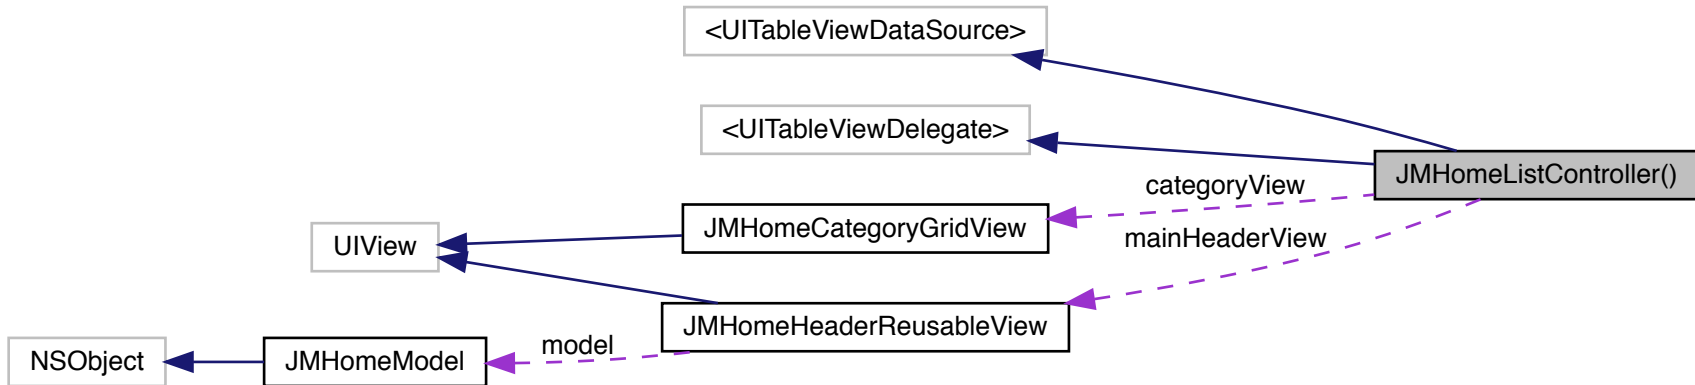 <UITableViewDataSource>
<UITableViewDelegate>
JMHomeListController()
categoryView
JMHomeCategoryGridView
UIView
mainHeaderView
JMHomeHeaderReusableView
model
NSObject
JMHomeModel